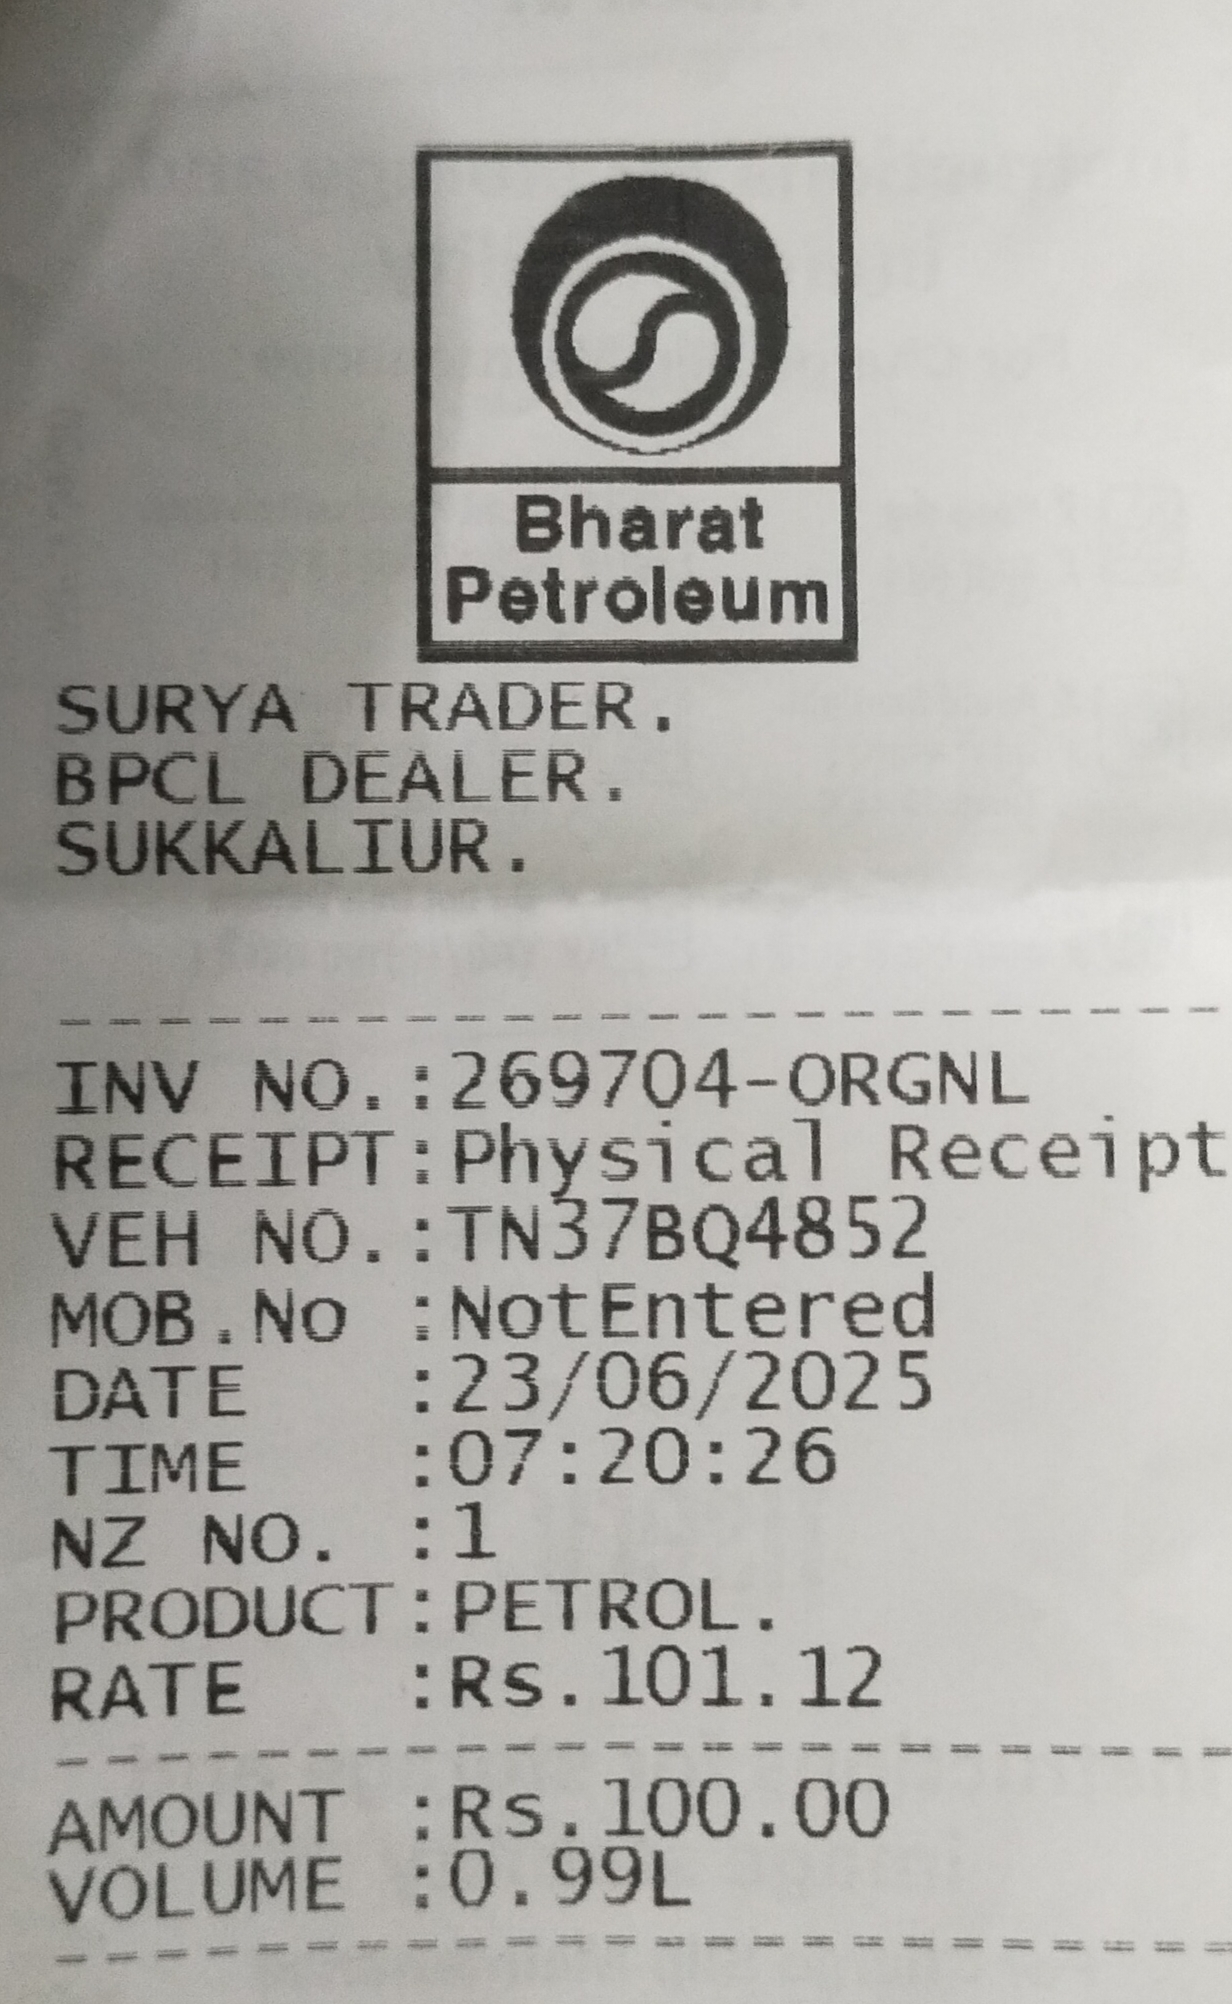 Bharat
Petroleum
SURYA TRADER.
BPCL DEALER.
SUKKALIUR.
INV NO.:269704-ORGNL
RECEIPT:Physical Receipt
VEH NO.:TN37BQ4852
MOB.No :NotEntered
DATE :23/06/2025
TIME :07:20:26
NZ NO. :1
PRODUCT:PETROL.
RATE :Rs.101.12
AMOUNT :Rs.100.00
VOLUME :0.99L